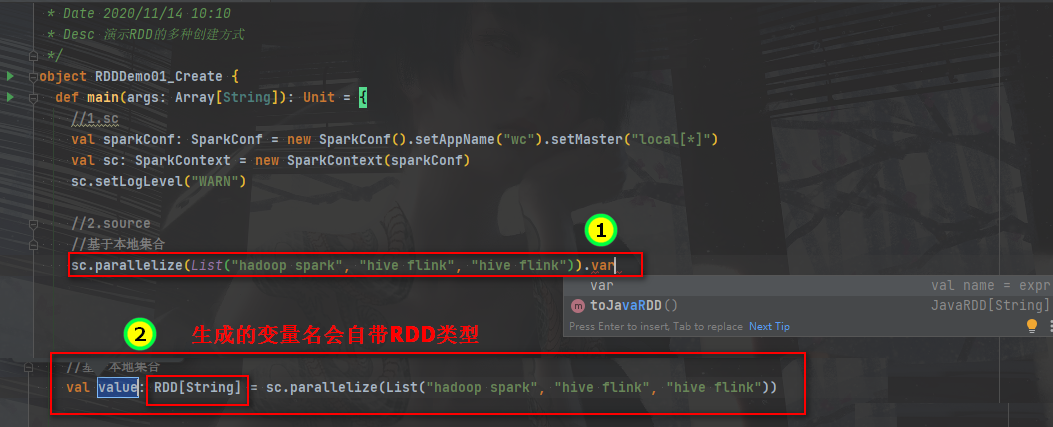 * Date 2020/11/14 10:10
* Desc 演示RDD的多种创建方式
*/
object RDDDemo01_Create {
def main(args: Array[String]): Unit = {
//1.sc
val sparkConf: SparkConf = new SparkConf().setAppName("wc").setMaster("local[*]")
val sc: SparkContext = new SparkContext(sparkConf)
sc.setLogLevel("WARN")
//2.source
//基于本地集合
1
sc.parallelize(List("hadoop spark", "hive flink", "hive flink")).var
var val name = expr
m toJavaRDD() JavaRDD[String]
Press Enter to insert, Tab to replace Next Tip
2 生成的变量名会自带RDD类型
//基 本地集合
val value: RDD[String] = sc.parallelize(List("hadoop spark", "hive flink", "hive flink"))